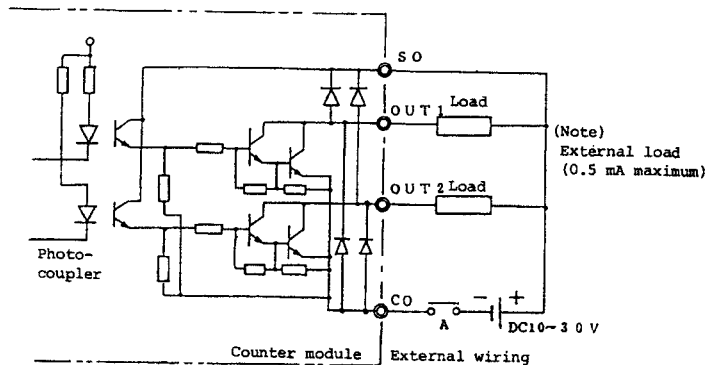 SO
OUT1 Load
(Note)
External load
(0.5 mA maximum)
OUT2 Load
Photo-
coupler
CO
A
- +
DC10~30V
Counter module
External wiring